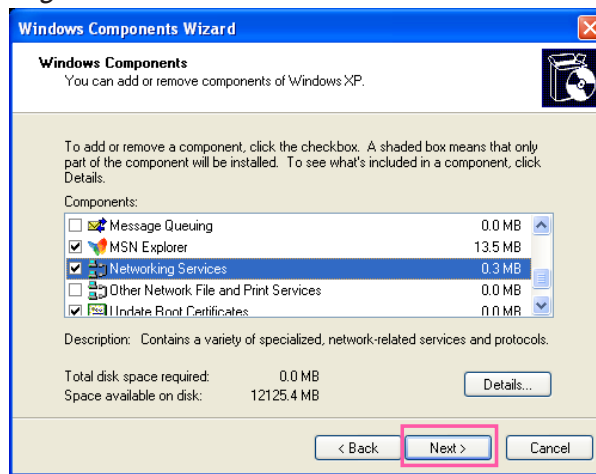 Windows Components Wizard
Windows Components
You can add or remove components of Windows XP.
To add or remove a component, click the checkbox. A shaded box means that only
part of the component will be installed. To see what's included in a component, click
Details.
Components:
Message Queuing 0.0 MB
MSN Explorer 13.5 MB
Networking Services 0.3 MB
Other Network File and Print Services 0.0 MB
Update Root Certificates 0.0 MB
Description: Contains a variety of specialized, network-related services and protocols.
Total disk space required: 0.0 MB
Space available on disk: 12125.4 MB
Details...
< Back Next > Cancel